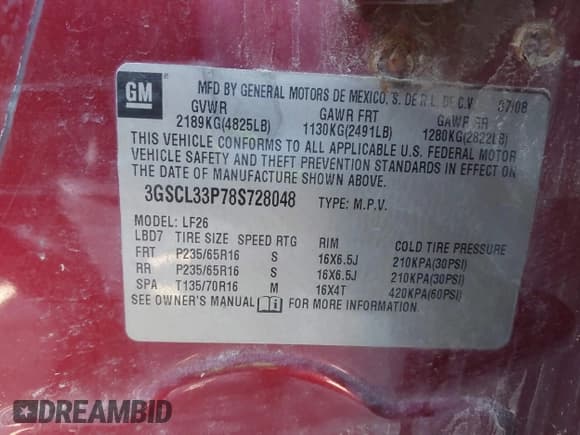 GM
MFD BY GENERAL MOTORS DE MEXICO, S. DE R.L. DE C.V. 07/08
GVWR GAWR FRT GAWR RR
2189KG(4825LB) 1130KG(2491LB) 1280KG(2822LB)
THIS VEHICLE CONFORMS TO ALL APPLICABLE U.S. FEDERAL MOTOR
VEHICLE SAFETY AND THEFT PREVENTION STANDARDS IN EFFECT ON
THE DATE OF MANUFACTURE SHOWN ABOVE.
3GSCL33P78S728048 TYPE: M.P.V.
MODEL: LF26
LBD7 TIRE SIZE SPEED RTG RIM COLD TIRE PRESSURE
FRT P235/65R16 S 16X6.5J 210KPA(30PSI)
RR P235/65R16 S 16X6.5J 210KPA(30PSI)
SPA T135/70R16 M 16X4T 420KPA(60PSI)
SEE OWNER'S MANUAL FOR MORE INFORMATION.
DREAMBID